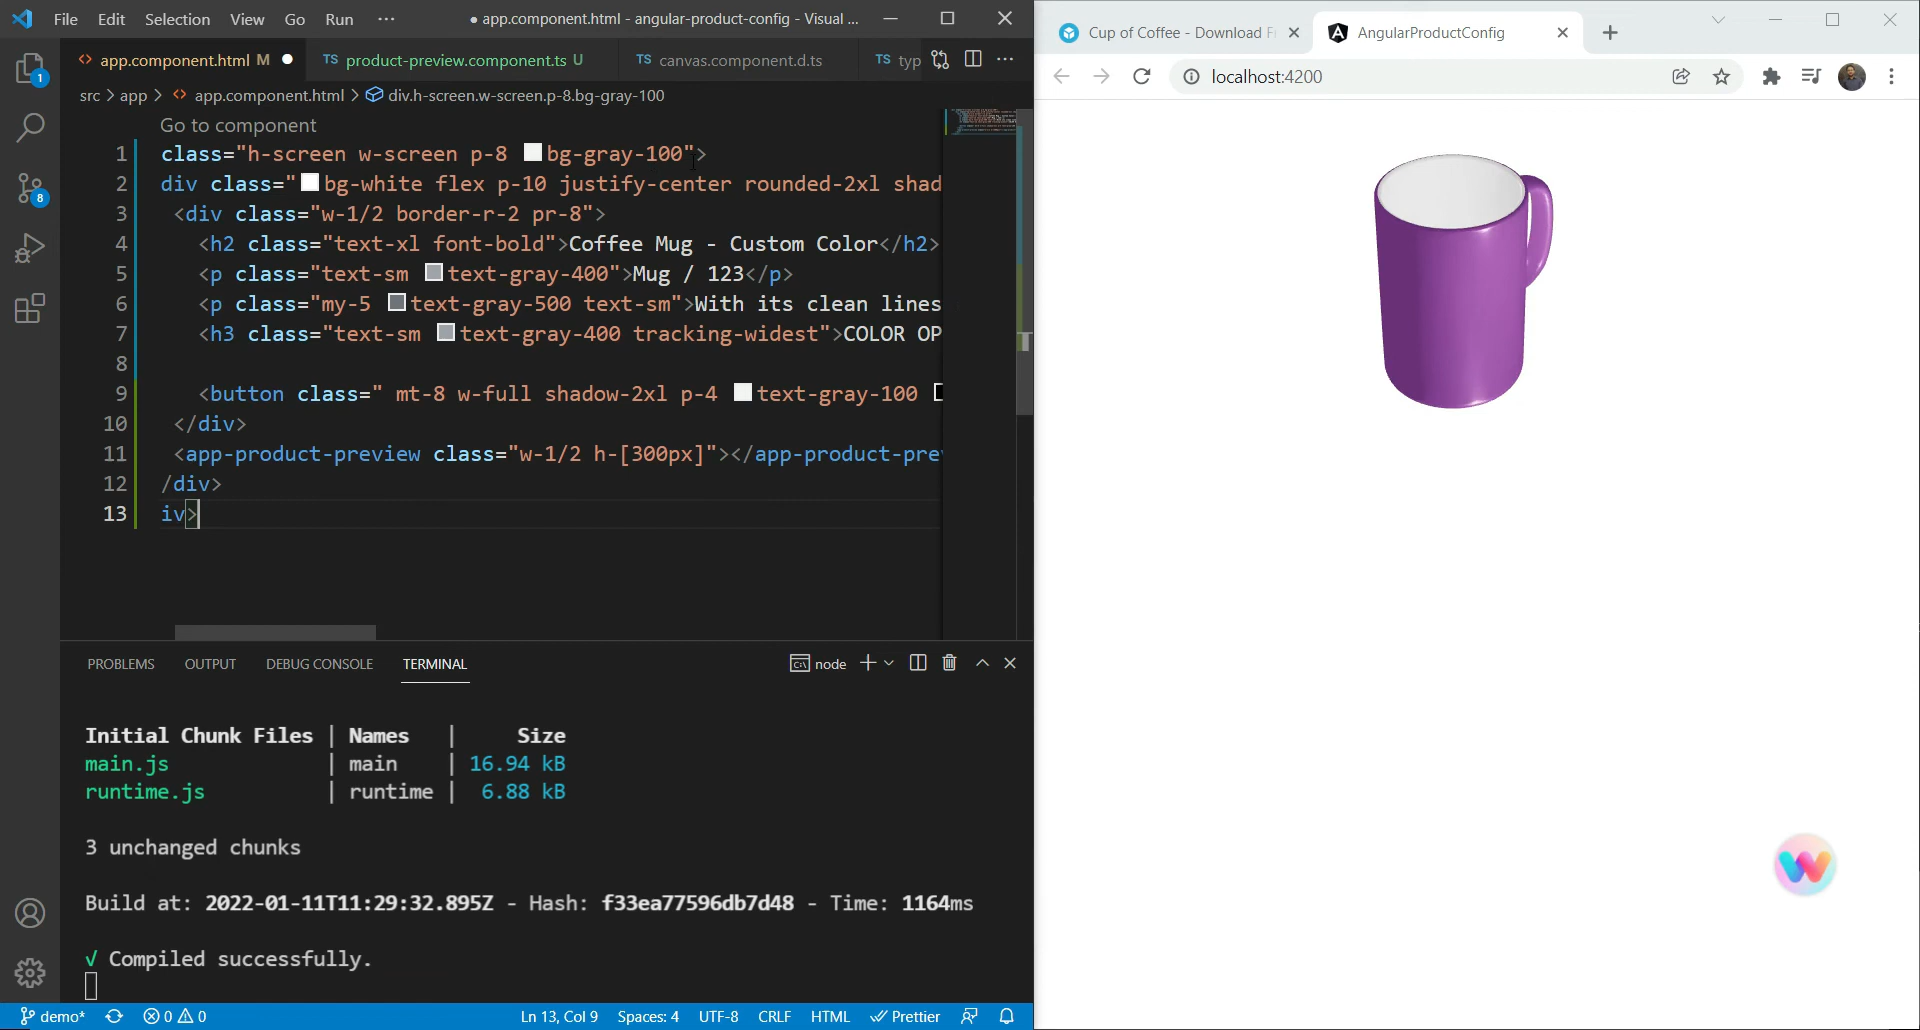 File Edit Selection View Go Run ··· ● app.component.html - angular-product-config - Visual ...
app.component.html M TS product-preview.component.ts U TS canvas.component.d.ts TS typ
src > app > app.component.html > div.h-screen.w-screen.p-8.bg-gray-100
Go to component
1 class="h-screen w-screen p-8 bg-gray-100">
2 div class="bg-white flex p-10 justify-center rounded-2xl shad
3 <div class="w-1/2 border-r-2 pr-8">
4 <h2 class="text-xl font-bold">Coffee Mug - Custom Color</h2>
5 <p class="text-sm text-gray-400">Mug / 123</p>
6 <p class="my-5 text-gray-500 text-sm">With its clean lines
7 <h3 class="text-sm text-gray-400 tracking-widest">COLOR OP
8
9 <button class=" mt-8 w-full shadow-2xl p-4 text-gray-100
10 </div>
11 <app-product-preview class="w-1/2 h-[300px]"></app-product-prev
12 /div>
13 iv>
1
8
PROBLEMS OUTPUT DEBUG CONSOLE TERMINAL node
Initial Chunk Files | Names | Size
main.js | main | 16.94 kB
runtime.js | runtime | 6.88 kB
3 unchanged chunks
Build at: 2022-01-11T11:29:32.895Z - Hash: f33ea77596db7d48 - Time: 1164ms
√ Compiled successfully.
demo* 0 0 Ln 13, Col 9 Spaces: 4 UTF-8 CRLF HTML Prettier
Cup of Coffee - Download Fr AngularProductConfig
localhost:4200